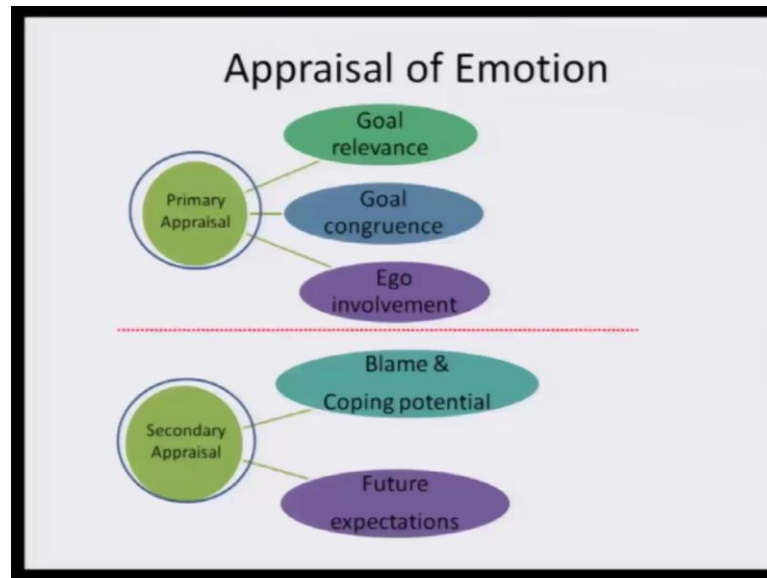 Appraisal of Emotion
Goal
relevance
Primary
Appraisal
Goal
congruence
Ego
involvement
Blame &
Coping potential
Secondary
Appraisal
Future
expectations